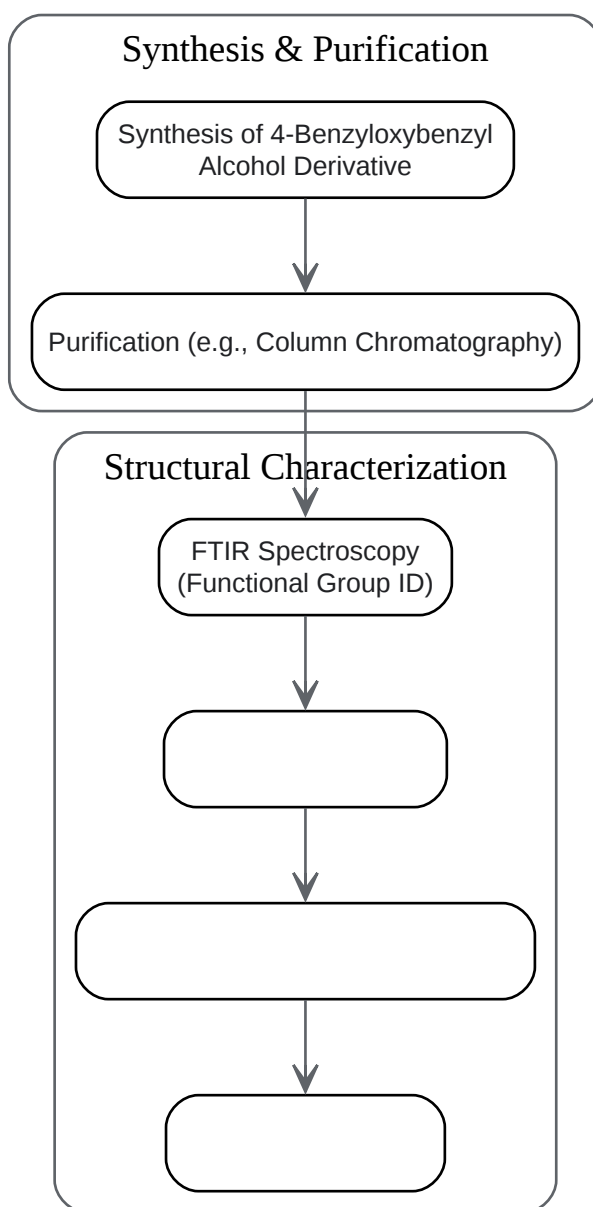 Synthesis & Purification
Synthesis of 4-Benzyloxybenzyl
Alcohol Derivative
Purification (e.g., Column Chromatography)
Structural Characterization
FTIR Spectroscopy
(Functional Group ID)